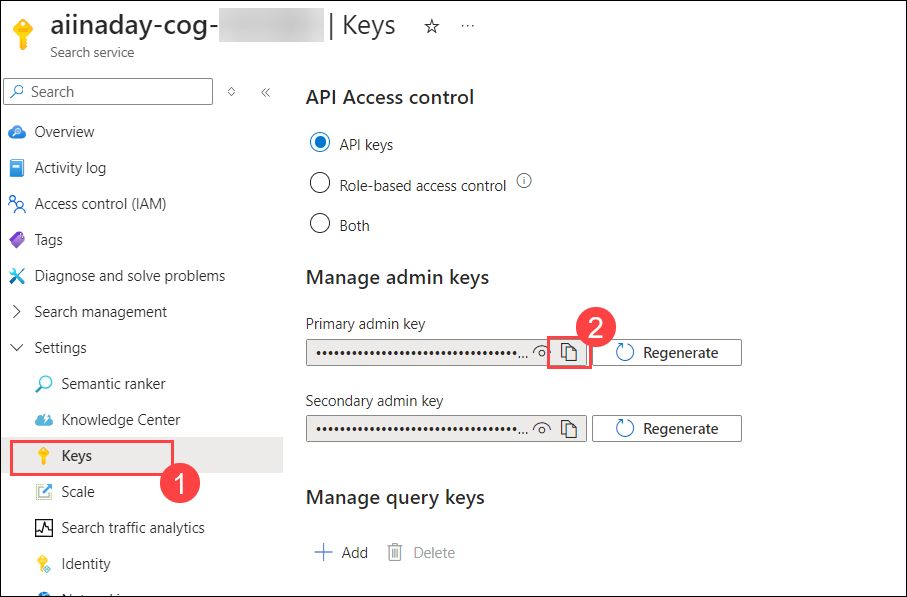 aiinaday-cog- | Keys
Search service
Search
Overview
Activity log
Access control (IAM)
Tags
Diagnose and solve problems
Search management
Settings
Semantic ranker
Knowledge Center
Keys
1
Scale
Search traffic analytics
Identity
API Access control
API keys
Role-based access control
Both
Manage admin keys
Primary admin key
2
Regenerate
Secondary admin key
Regenerate
Manage query keys
Add Delete